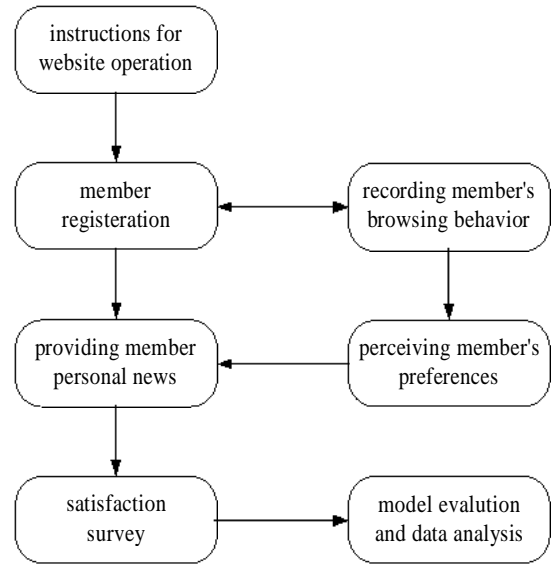 instructions for
website operation
member
registeration
recording member's
browsing behavior
providing member
personal news
perceiving member's
preferences
satisfaction
survey
model evalution
and data analysis